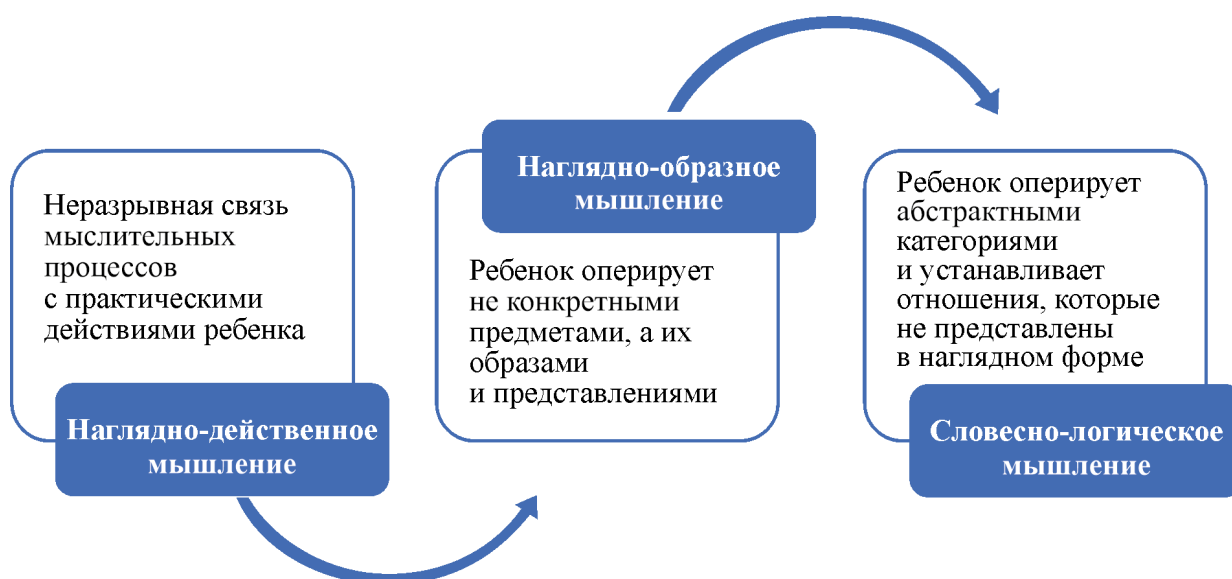 Неразрывная связь
мыслительных
процессов
с практическими
действиями ребенка
Наглядно-действенное
мышление
Наглядно-образное
мышление
Ребенок оперирует
не конкретными
предметами, а их
образами
и представлениями
Ребенок оперирует
абстрактными
категориями
и устанавливает
отношения, которые
не представлены
в наглядном форме
Словесно-логическое
мышление